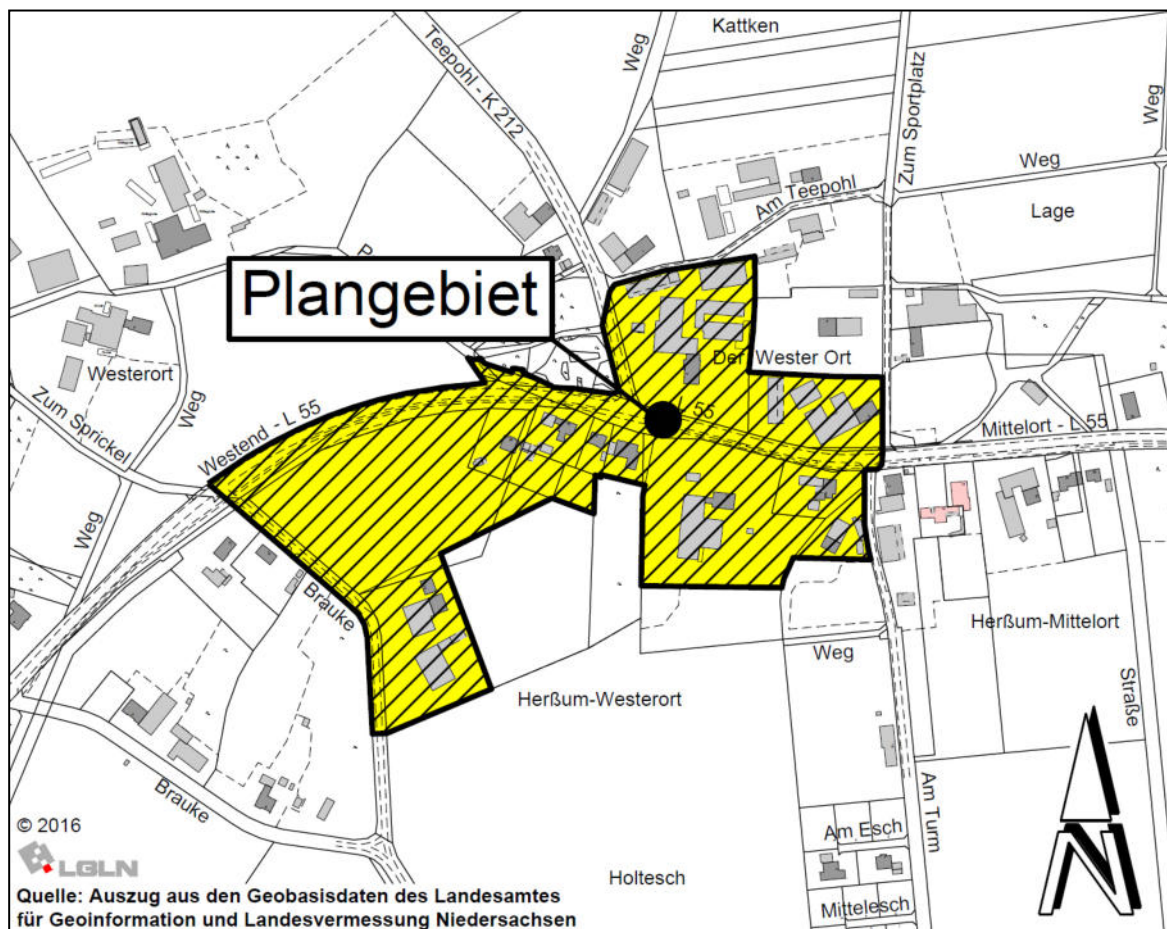 Kattken
Teepohl - K 212
Weg
Zum Sportplatz
Weg
Weg
Am Teepohl
Lage
Plangebiet
Der Wester Ort
Westerort
Weg
Zum Sprickel
Westend - L 55
55
Mittelort - L 55
Weg
Brauke
Herßum-Mittelort
Weg
Straße
Herßum-Westerort
Brauke
Am Turm
N
© 2016
LGLN
Am Esch
Holtesch
Mittelesch
Quelle: Auszug aus den Geobasisdaten des Landesamtes
für Geoinformation und Landesvermessung Niedersachsen